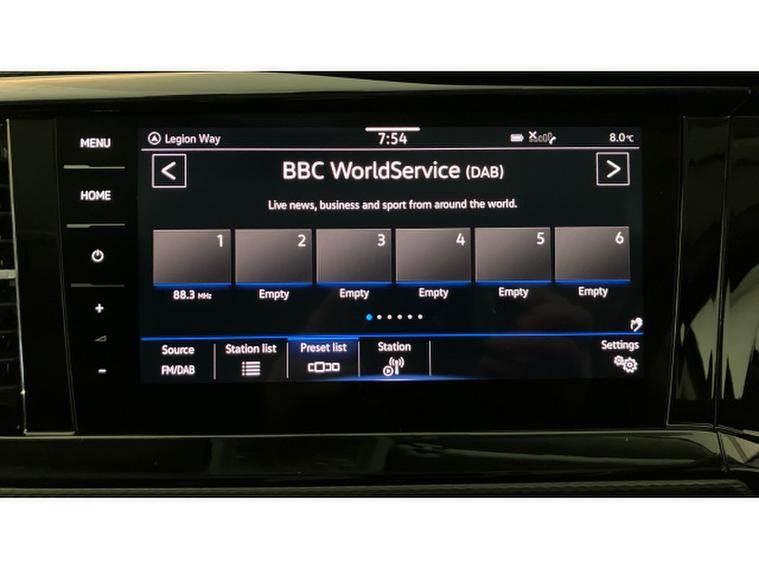 Legion Way 7:54 8.0°C
MENU
BBC WorldService (DAB)
HOME
Live news, business and sport from around the world.
1 2 3 4 5 6
88.3 MHz Empty Empty Empty Empty Empty
+
-
Source Station list Preset list Station Settings
FM/DAB